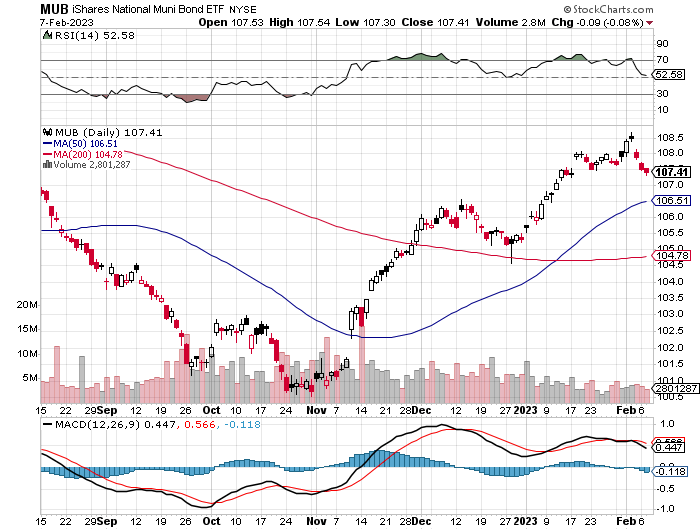 MUB iShares National Muni Bond ETF NYSE
© StockCharts.com
7-Feb-2023
Open 107.53 High 107.54 Low 107.30 Close 107.41 Volume 2.8M Chg -0.09 (-0.08%)
RSI(14) 52.58
90
70
52.58
30
10
MUB (Daily) 107.41
MA(50) 106.51
MA(200) 104.78
Volume 2,801,287
108.5
108.0
107.41
107.0
106.51
106.0
105.5
105.0
104.78
104.5
104.0
103.5
103.0
102.5
102.0
101.5
101.0
100.5
20M
15M
10M
5M
2801287
15 22 29 Sep 12 19 26 Oct 10 17 24 Nov 7 14 21 28 Dec 12 19 27 2023 9 17 23 Feb 6
MACD(12,26,9) 0.447, 0.566, -0.118
1.0
0.566
0.447
0.0
-0.118
-0.5
-1.0
15 22 29 Sep 12 19 26 Oct 10 17 24 Nov 7 14 21 28 Dec 12 19 27 2023 9 17 23 Feb 6